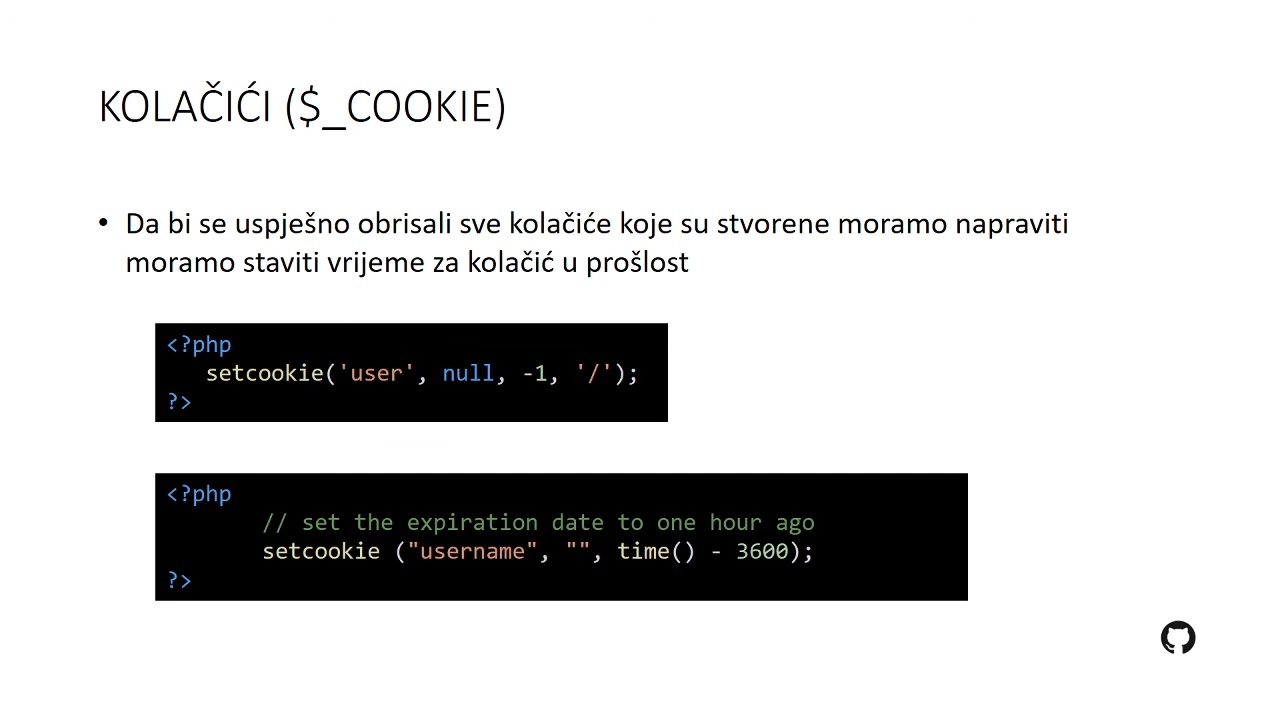 KOLAČIĆI ($_COOKIE)
• Da bi se uspješno obrisali sve kolačiće koje su stvorene moramo napraviti
moramo staviti vrijeme za kolačić u prošlost
<?php
setcookie('user', null, -1, '/');
?>
<?php
// set the expiration date to one hour ago
setcookie ("username", "", time() - 3600);
?>